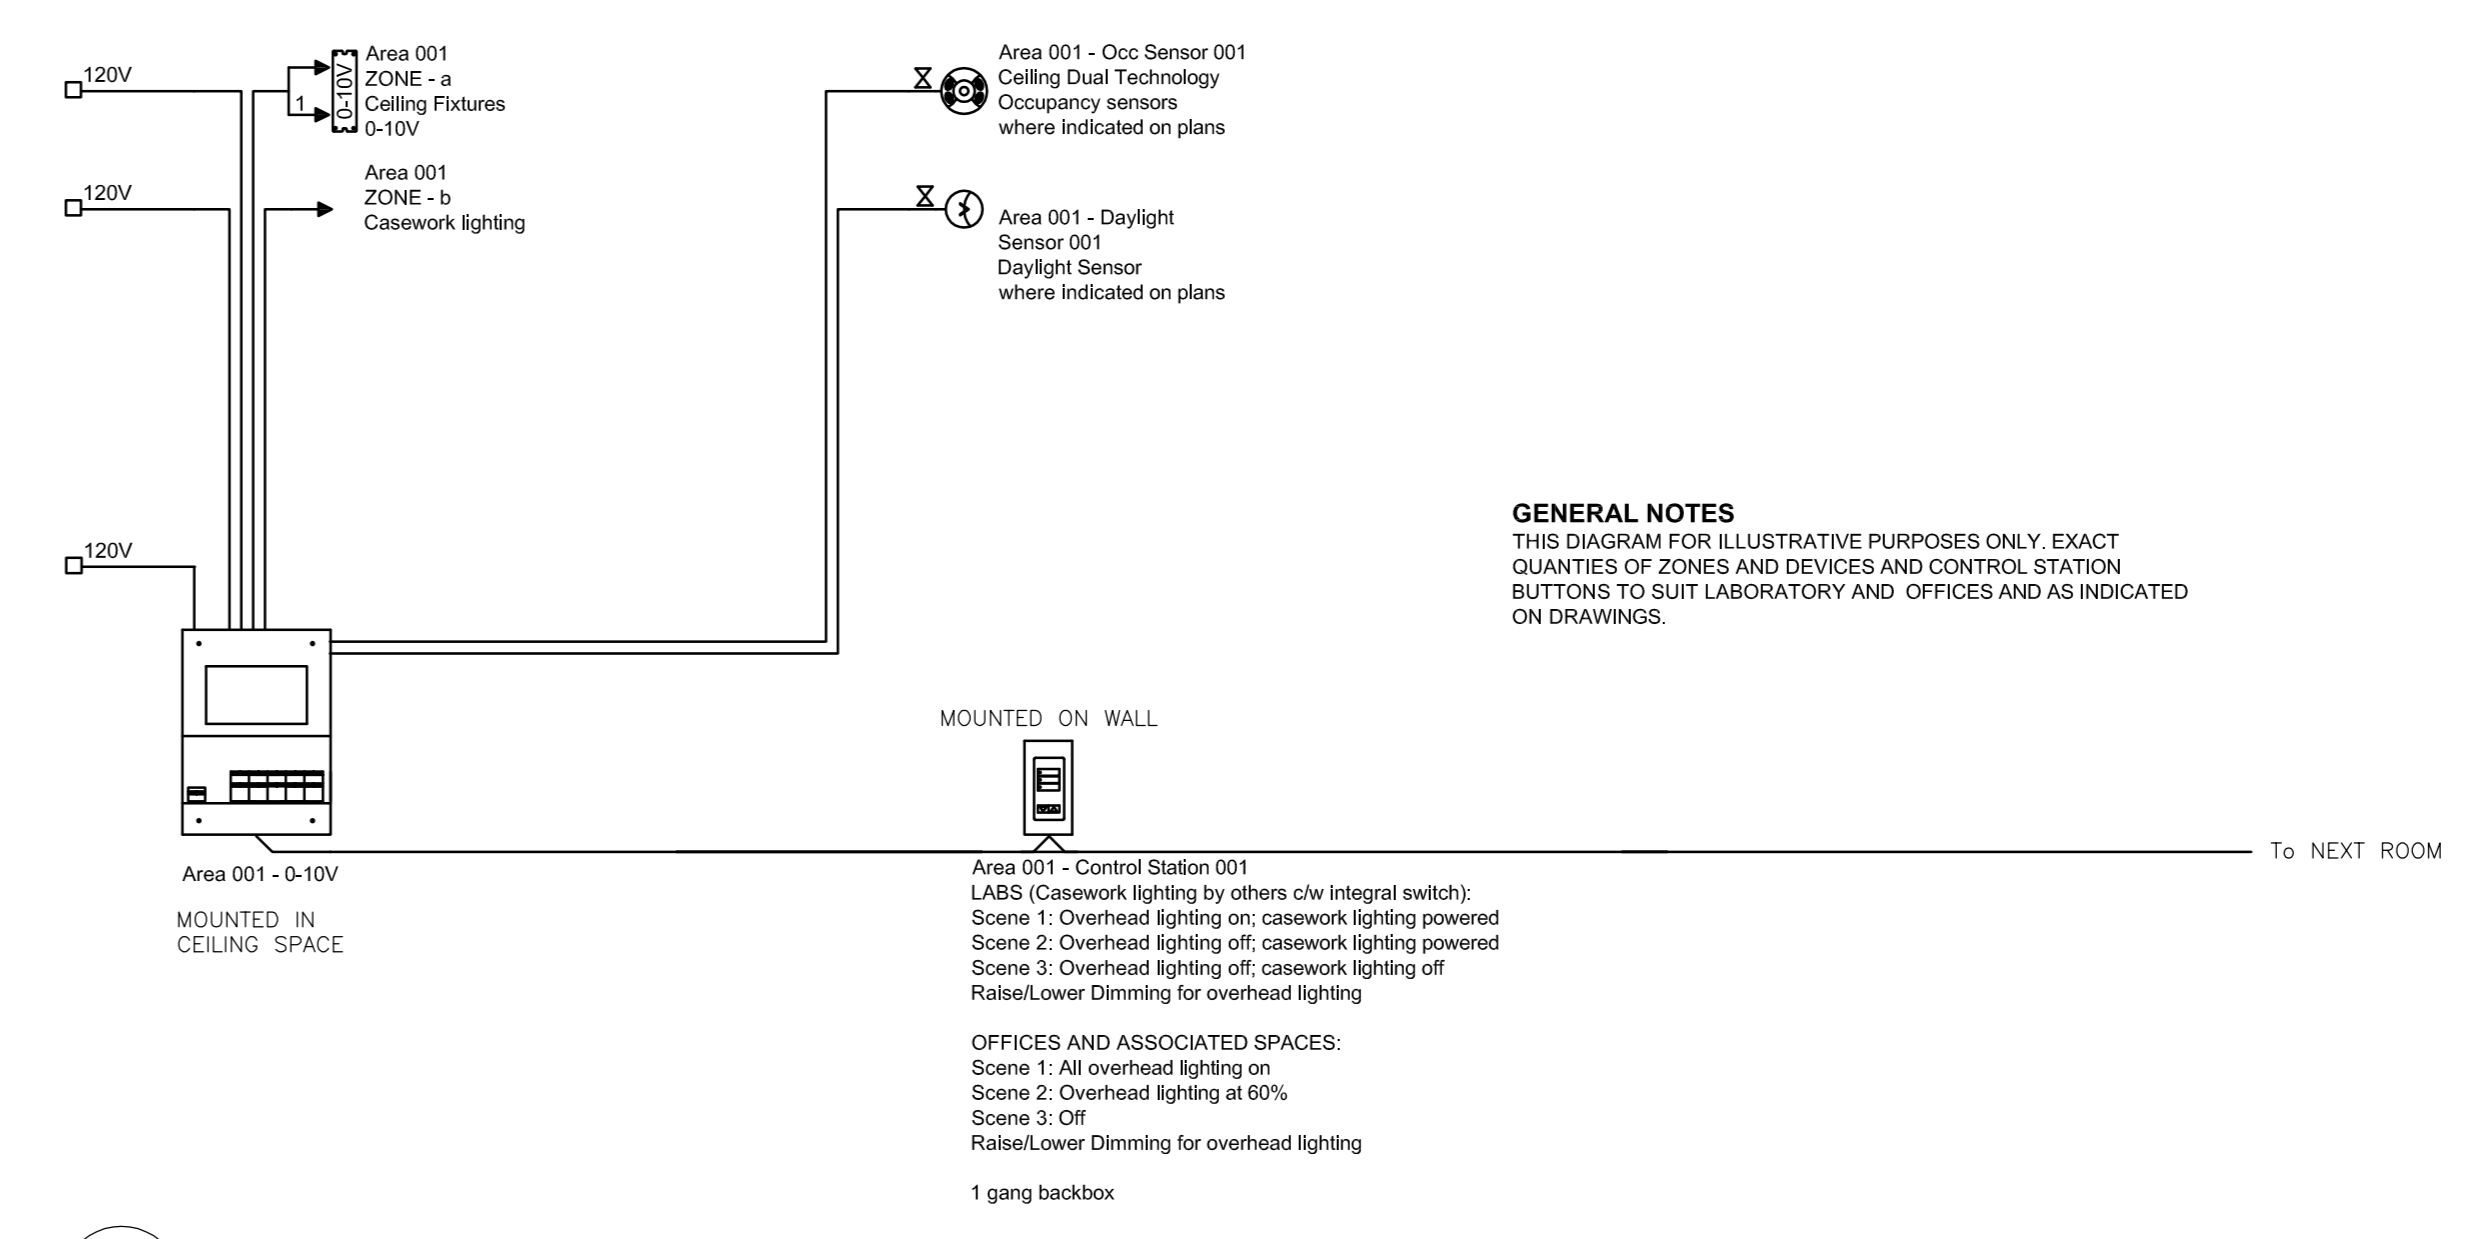 120V
Area 001
ZONE - a
Ceiling Fixtures
0-10V
0-10V
1
120V
Area 001
ZONE - b
Casework lighting
120V
Area 001 - Occ Sensor 001
Ceiling Dual Technology
Occupancy sensors
where indicated on plans
Area 001 - Daylight
Sensor 001
Daylight Sensor
where indicated on plans
GENERAL NOTES
THIS DIAGRAM FOR ILLUSTRATIVE PURPOSES ONLY. EXACT
QUANTIES OF ZONES AND DEVICES AND CONTROL STATION
BUTTONS TO SUIT LABORATORY AND OFFICES AND AS INDICATED
ON DRAWINGS.
MOUNTED ON WALL
To NEXT ROOM
Area 001 - 0-10V
MOUNTED IN
CEILING SPACE
Area 001 - Control Station 001
LABS (Casework lighting by others c/w integral switch):
Scene 1: Overhead lighting on; casework lighting powered
Scene 2: Overhead lighting off; casework lighting powered
Scene 3: Overhead lighting off; casework lighting off
Raise/Lower Dimming for overhead lighting
OFFICES AND ASSOCIATED SPACES:
Scene 1: All overhead lighting on
Scene 2: Overhead lighting at 60%
Scene 3: Off
Raise/Lower Dimming for overhead lighting
1 gang backbox